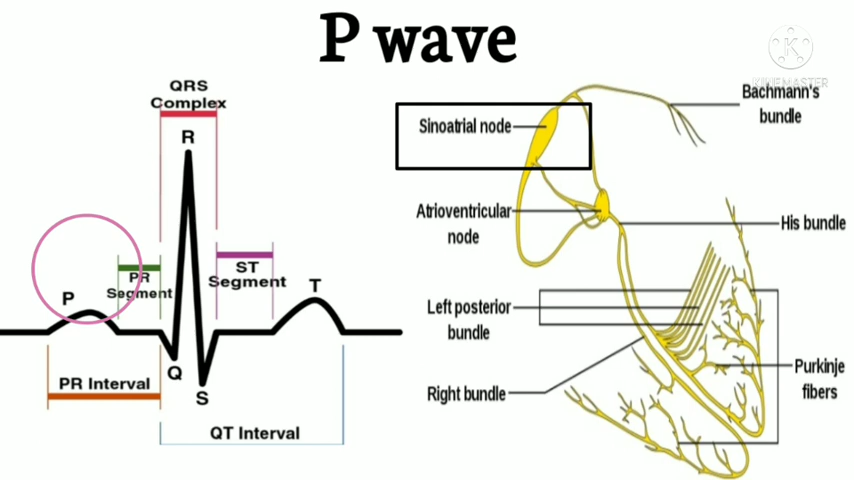 P wave
K
KINEMASTER
QRS
Complex
R
P
PR
Segment
ST
Segment
T
Q
S
PR Interval
QT Interval
Sinoatrial node
Bachmann's
bundle
Atrioventricular
node
His bundle
Left posterior
bundle
Right bundle
Purkinje
fibers